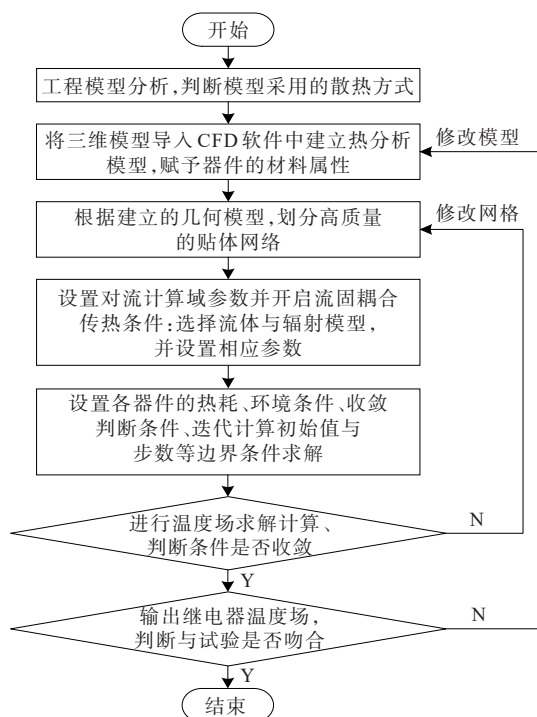 开始
工程模型分析,判断模型采用的散热方式
将三维模型导入CFD软件中建立热分析
模型,赋予器件的材料属性
修改模型
根据建立的几何模型,划分高质量
的贴体网络
修改网格
设置对流计算域参数并开启流固耦合
传热条件:选择流体与辐射模型,
并设置相应参数
设置各器件的热耗、环境条件、收敛
判断条件、迭代计算初始值与
步数等边界条件求解
进行温度场求解计算、
判断条件是否收敛
N
Y
输出继电器温度场,
判断与试验是否吻合
N
Y
结束